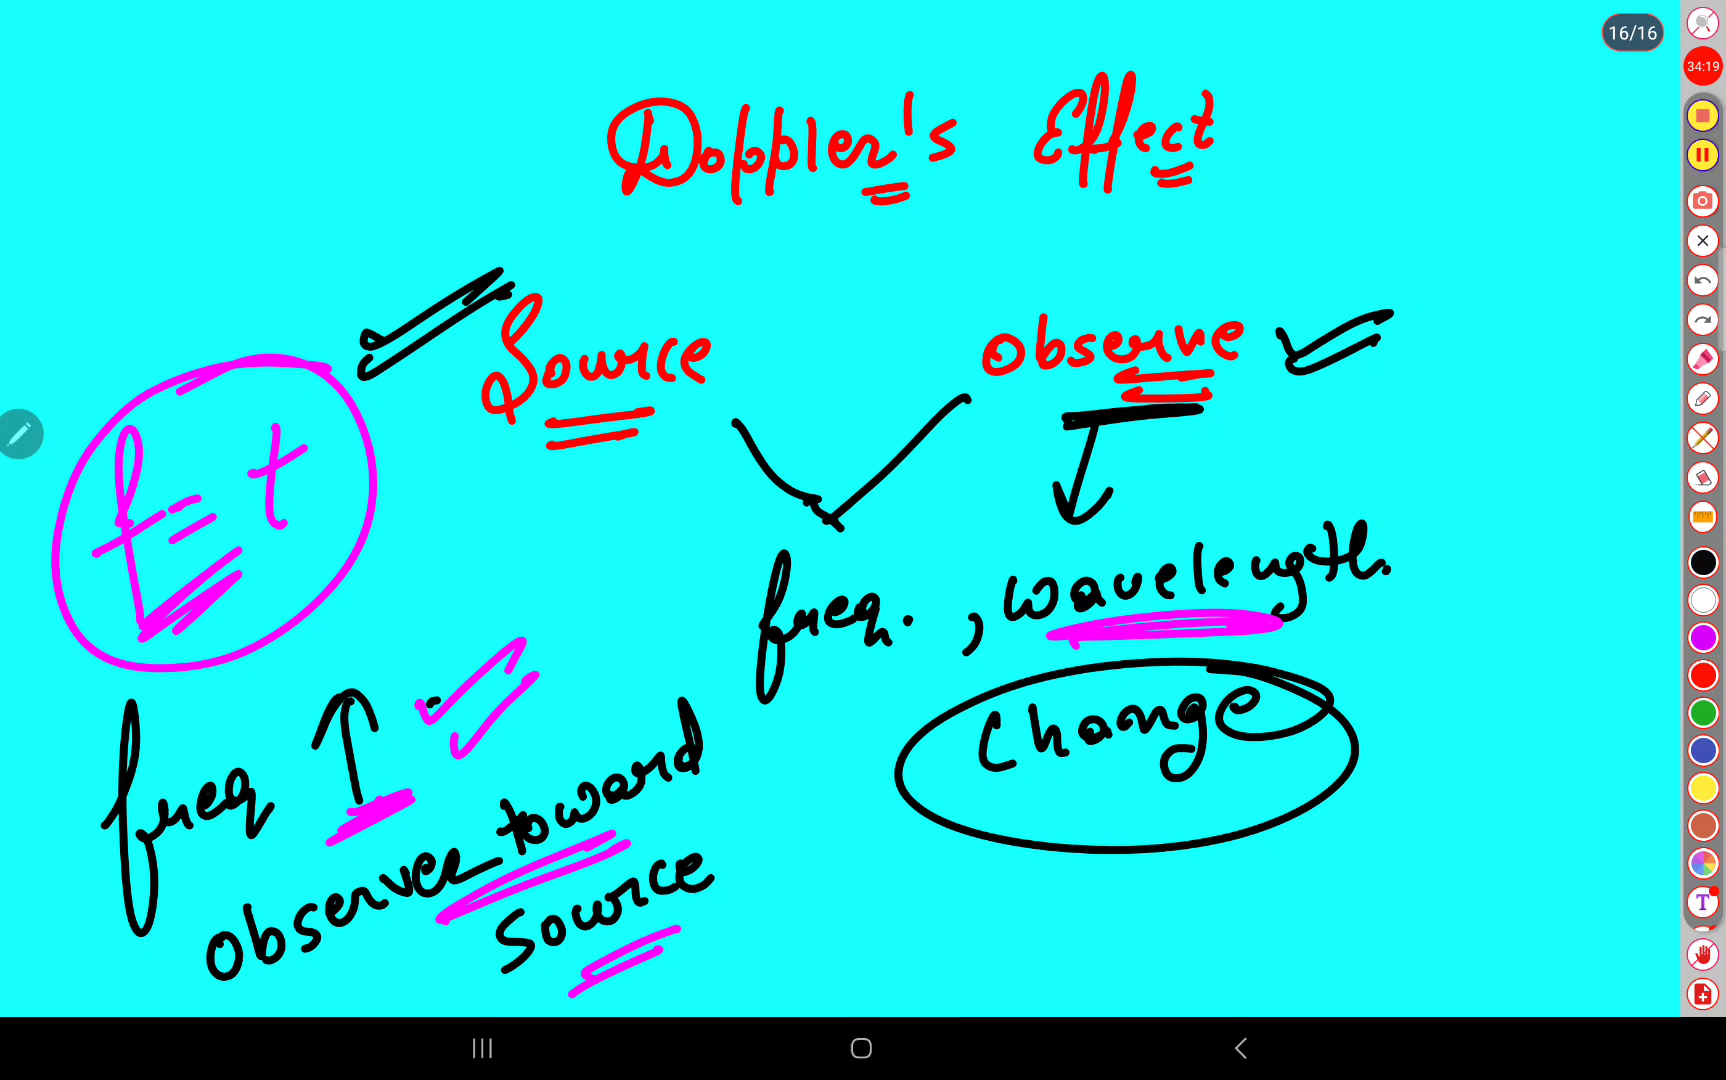 16/16
34:19
Doppler's Effect
Source
observe
f = t
freq. , wavelength.
Change
freq ↑
observer toward
Source
T